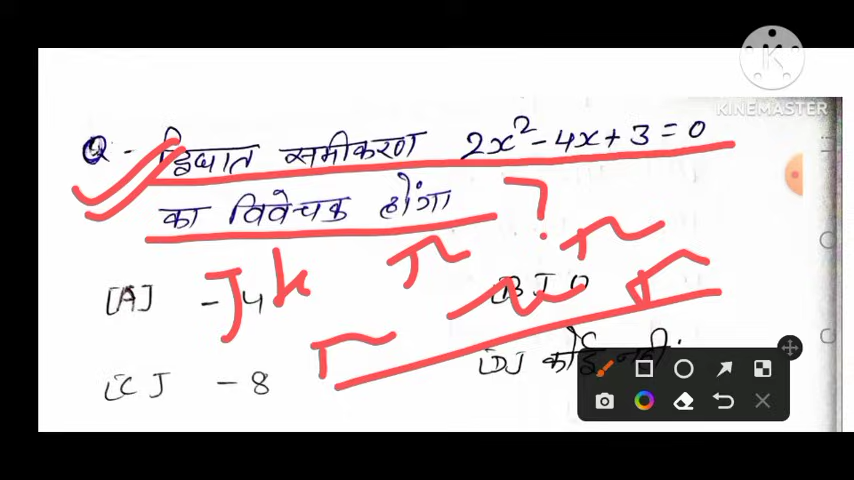 KINEMASTER
Q - द्विघात समीकरण 2x² - 4x + 3 = 0
का विवेचक होंगा ?
[A] - 4 [B] 0
[C] - 8 [D] कोई नहीं